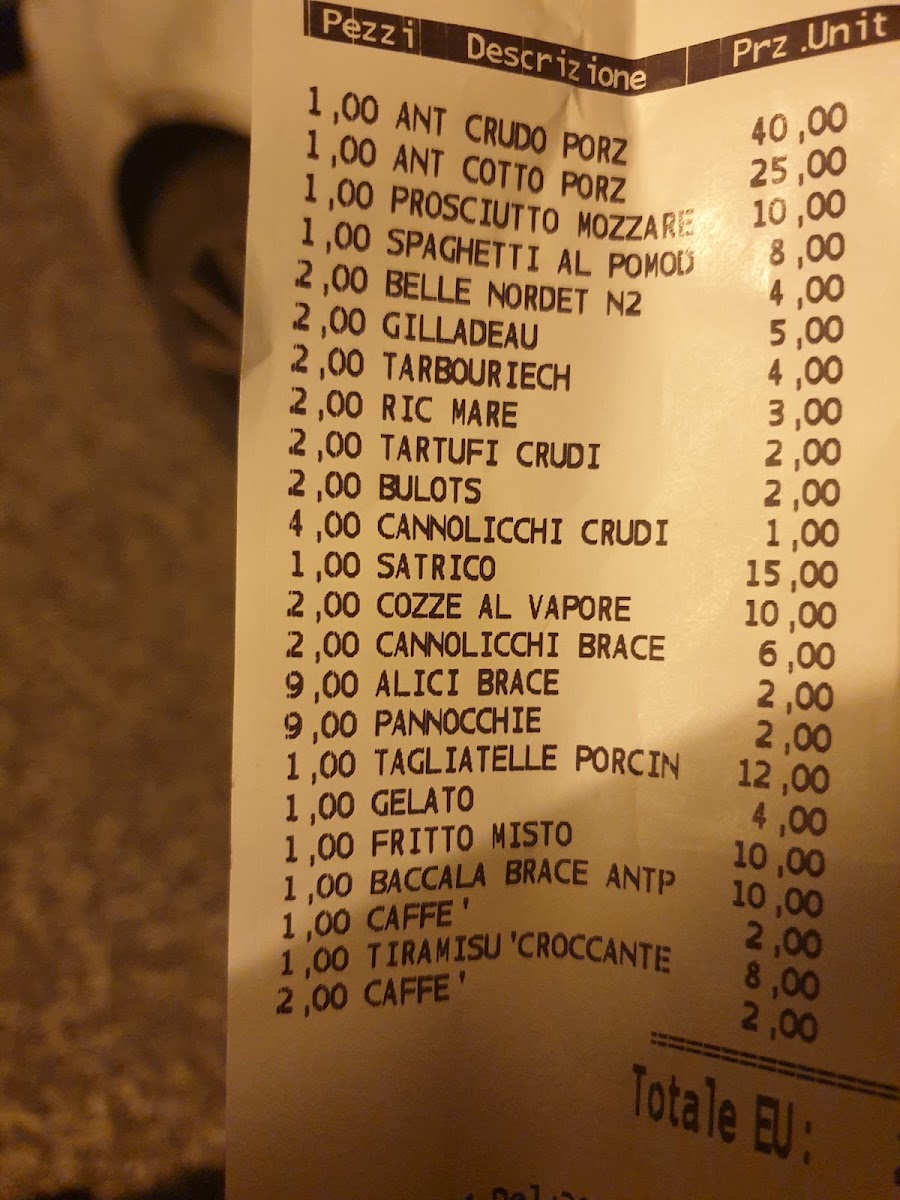 Pezzi Descrizione Prz.Unit
1,00 ANT CRUDO PORZ 40,00
1,00 ANT COTTO PORZ 25,00
1,00 PROSCIUTTO MOZZARE 10,00
1,00 SPAGHETTI AL POMOD 8,00
2,00 BELLE NORDET N2 4,00
2,00 GILLADEAU 5,00
2,00 TARBOURIECH 4,00
2,00 RIC MARE 3,00
2,00 TARTUFI CRUDI 2,00
2,00 BULOTS 2,00
4,00 CANNOLICCHI CRUDI 1,00
1,00 SATRICO 15,00
2,00 COZZE AL VAPORE 10,00
2,00 CANNOLICCHI BRACE 6,00
9,00 ALICI BRACE 2,00
9,00 PANNOCCHIE 2,00
1,00 TAGLIATELLE PORCIN 12,00
1,00 GELATO 4,00
1,00 FRITTO MISTO 10,00
1,00 BACCALA BRACE ANTP 10,00
1,00 CAFFE' 2,00
1,00 TIRAMISU'CROCCANTE 8,00
2,00 CAFFE' 2,00
Totale EU: